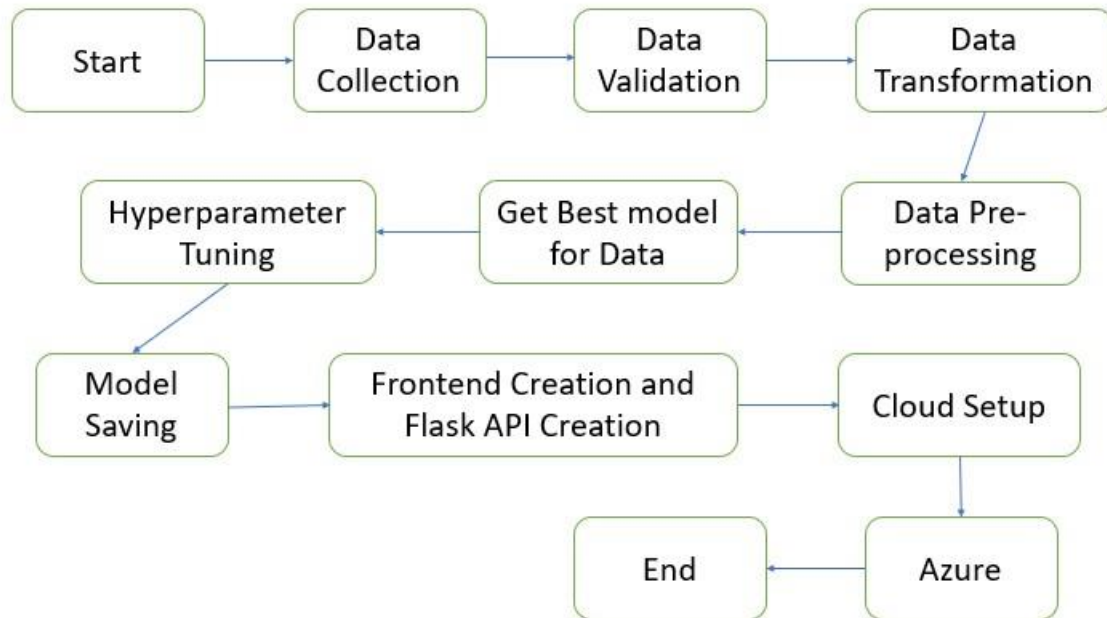 Start
Data
Collection
Data
Validation
Data
Transformation
Data Pre-
processing
Get Best model
for Data
Hyperparameter
Tuning
Model
Saving
Frontend Creation and
Flask API Creation
Cloud Setup
Azure
End